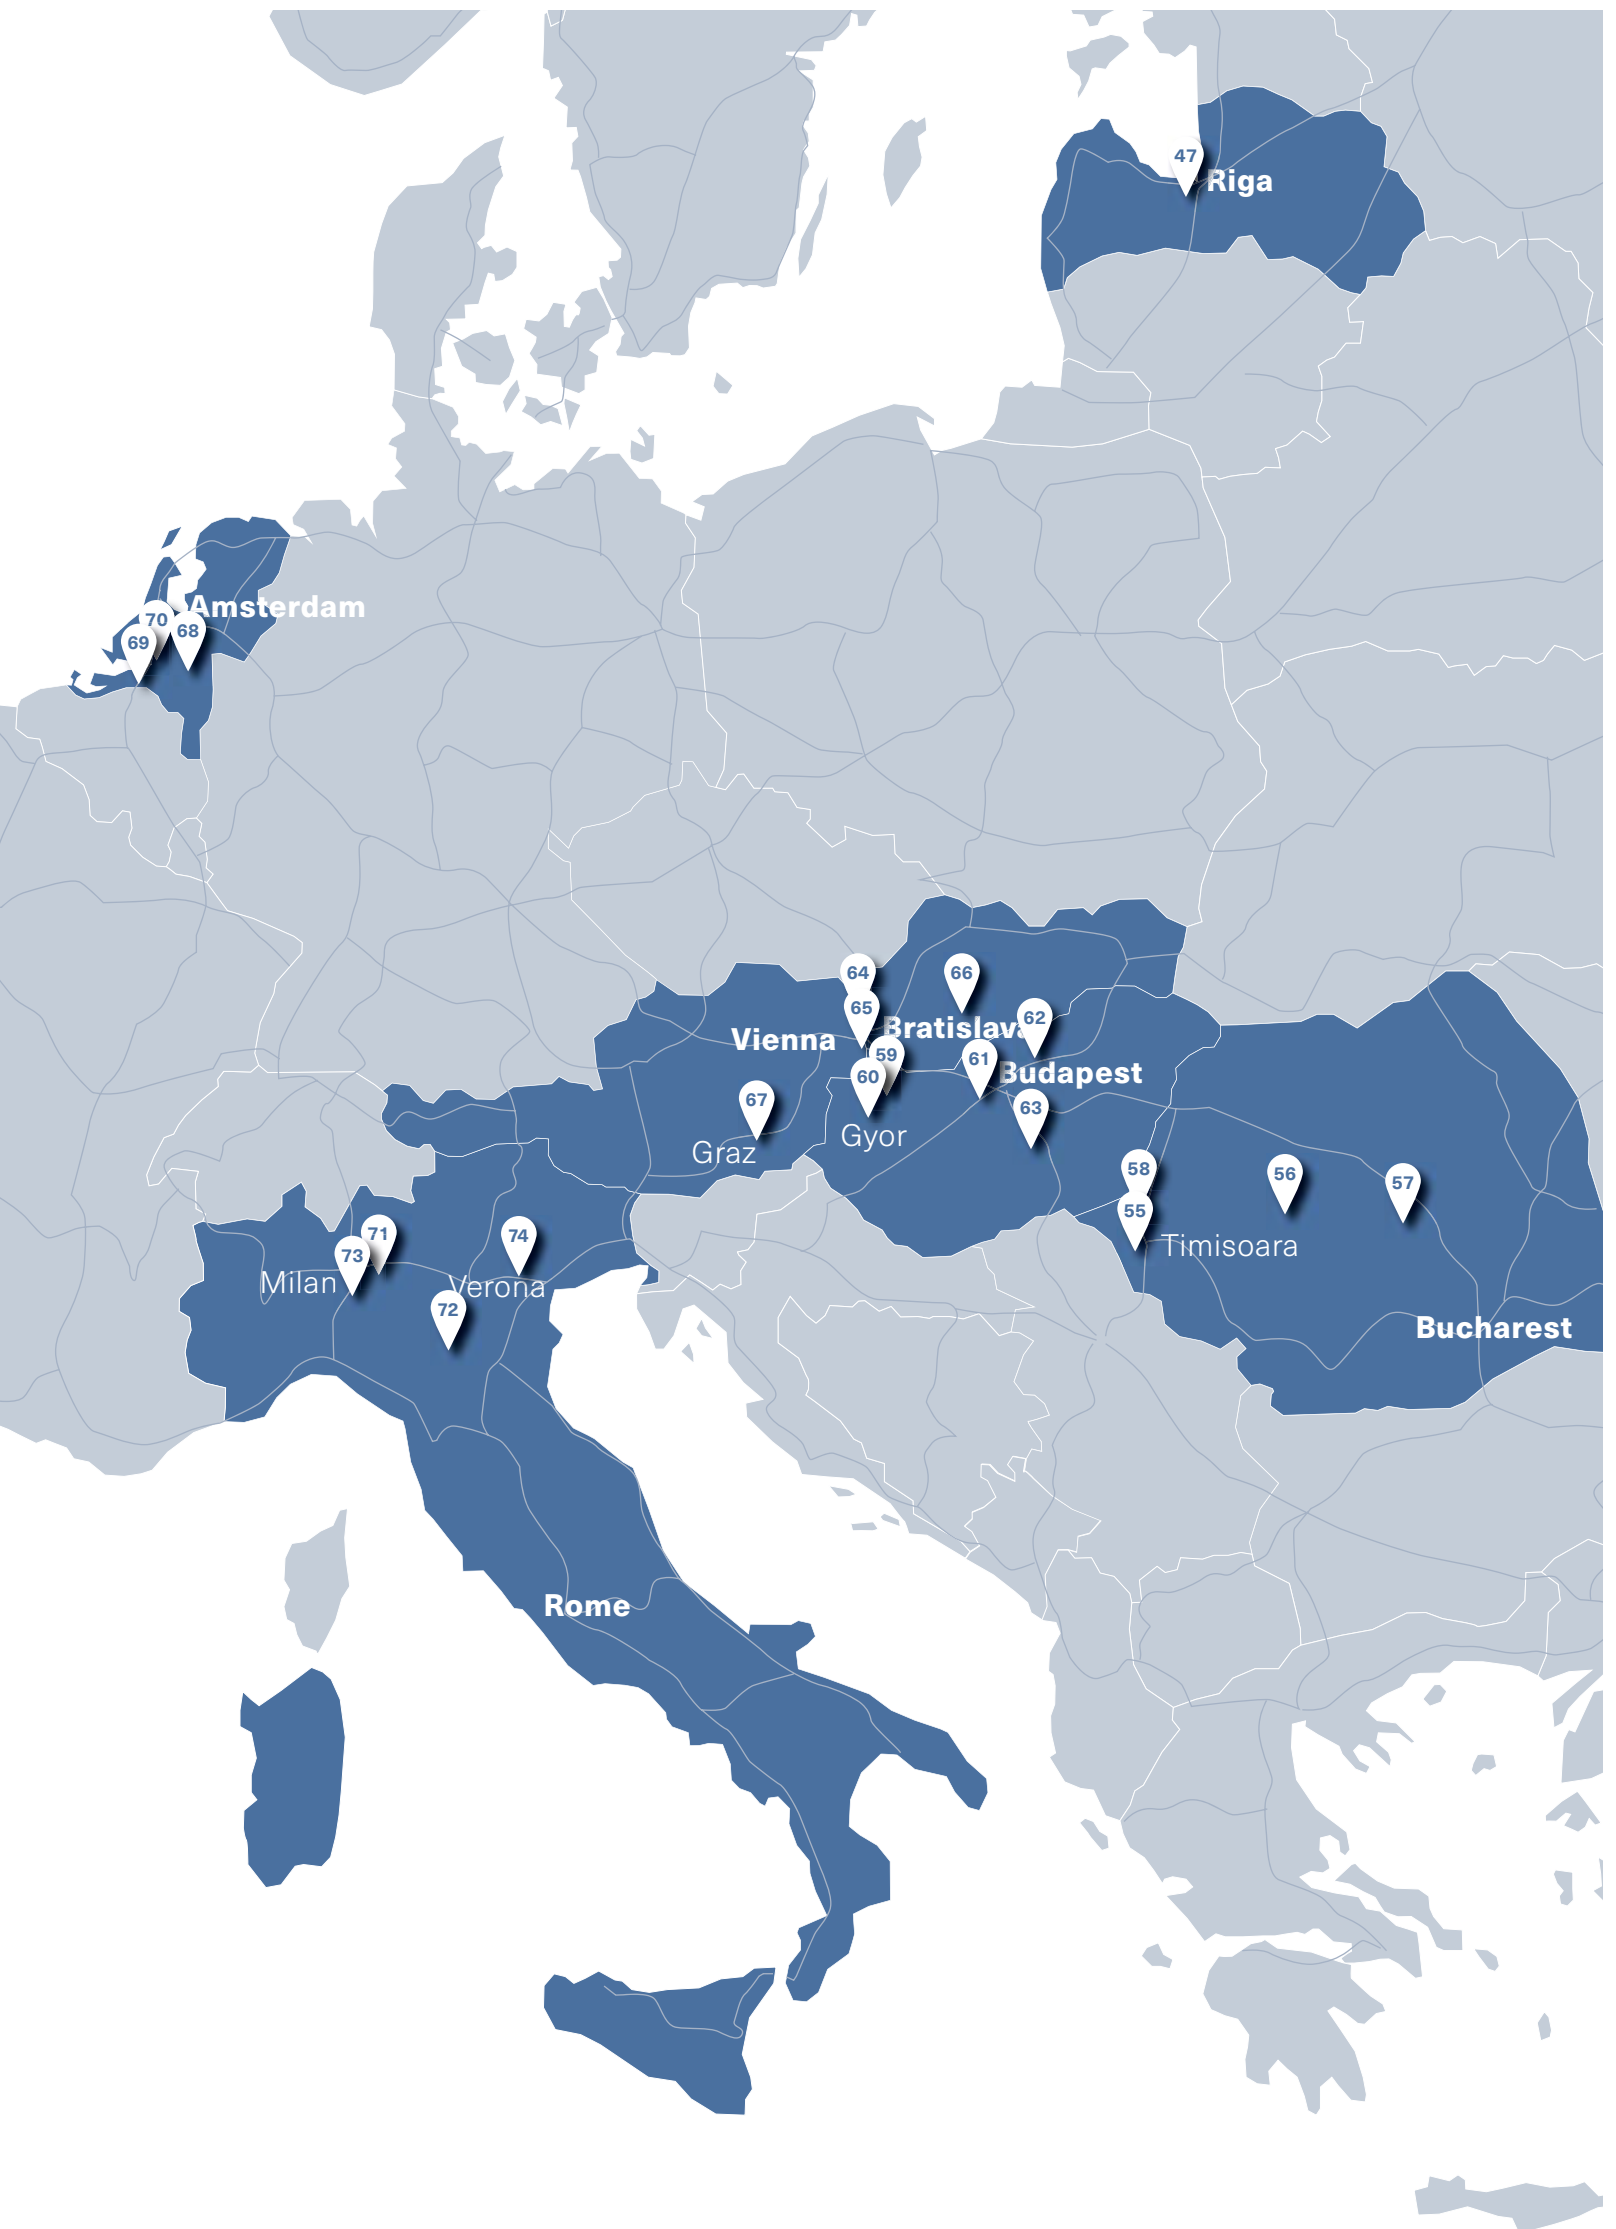 47
Riga
Amsterdam
70
68
69
64
66
65
62
Bratislava
Vienna
59
61
60
Budapest
67
63
Gyor
Graz
58
56
57
55
71
74
Timisoara
73
Milan
Verona
72
Bucharest
Rome